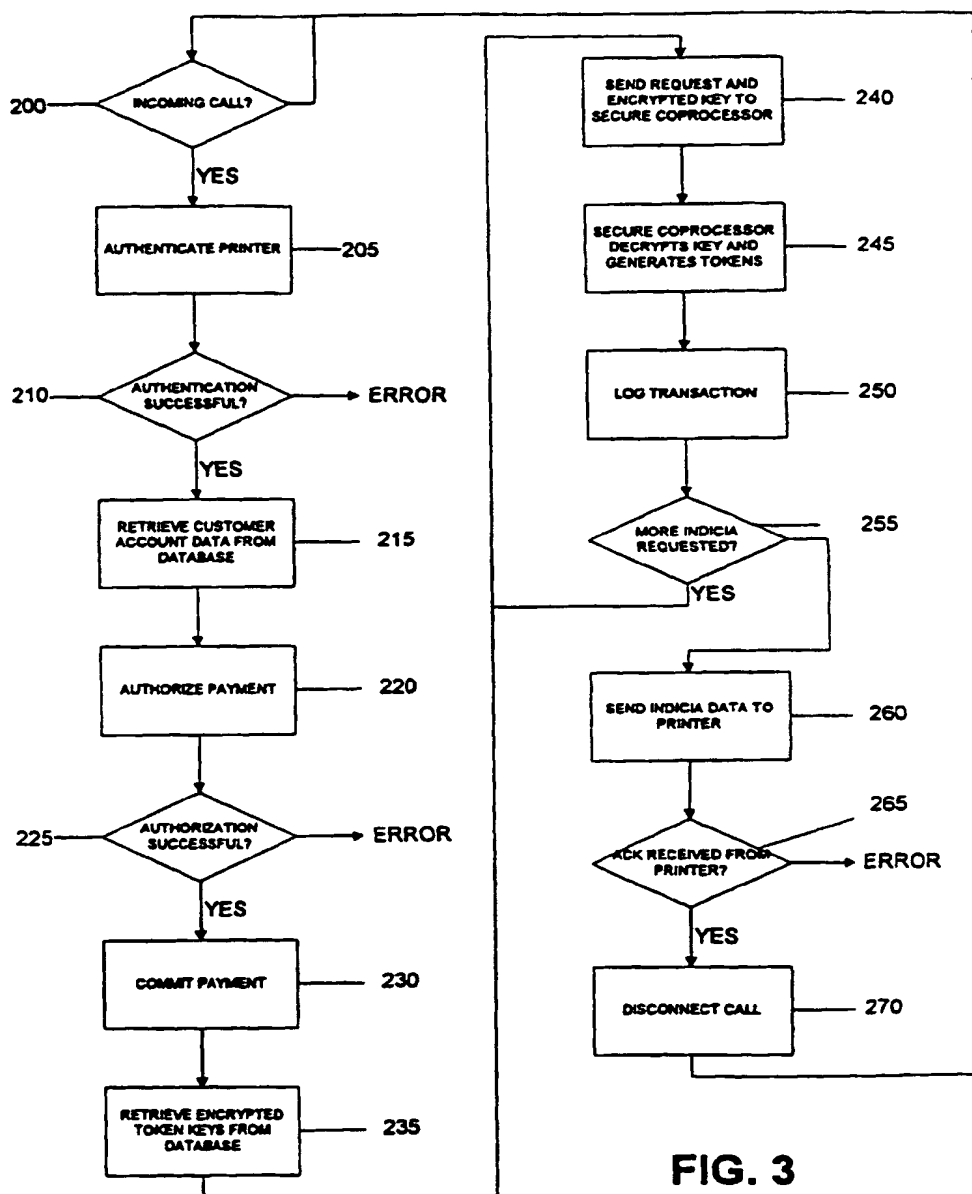 200
INCOMING CALL?
YES
AUTHENTICATE PRINTER
205
210
AUTHENTICATION
SUCCESSFUL?
ERROR
YES
RETRIEVE CUSTOMER
ACCOUNT DATA FROM
DATABASE
215
AUTHORIZE PAYMENT
220
225
AUTHORIZATION
SUCCESSFUL?
ERROR
YES
COMMIT PAYMENT
230
RETRIEVE ENCRYPTED
TOKEN KEYS FROM
DATABASE
235
SEND REQUEST AND
ENCRYPTED KEY TO
SECURE COPROCESSOR
240
SECURE COPROCESSOR
DECRYPTS KEY AND
GENERATES TOKENS
245
LOG TRANSACTION
250
MORE INDICIA
REQUESTED?
255
YES
SEND INDICIA DATA TO
PRINTER
260
265
ACK RECEIVED FROM
PRINTER?
ERROR
YES
DISCONNECT CALL
270
FIG. 3